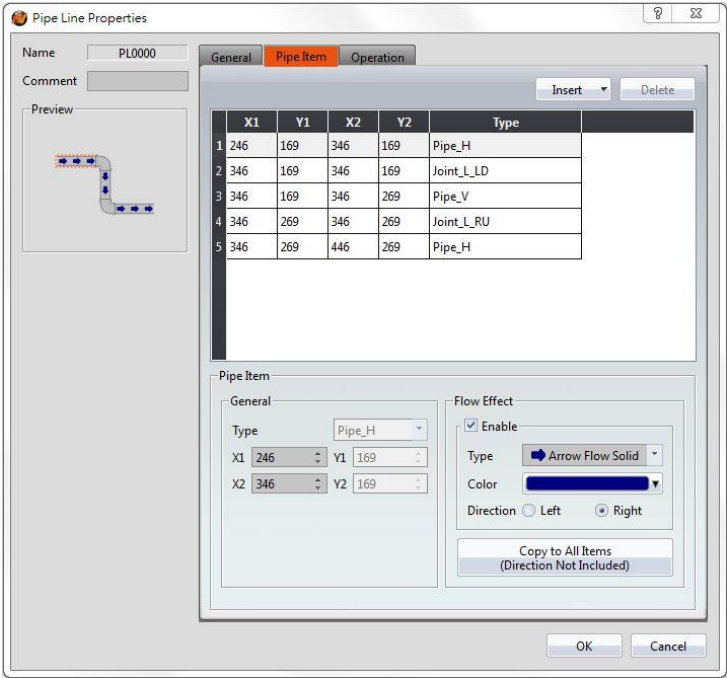 Pipe Line Properties
Name PL0000
Comment
Preview
General Pipe Item Operation
Insert Delete
X1 Y1 X2 Y2 Type
1 246 169 346 169 Pipe_H
2 346 169 346 169 Joint_L_LD
3 346 169 346 269 Pipe_V
4 346 269 346 269 Joint_L_RU
5 346 269 446 269 Pipe_H
Pipe Item
General
Type Pipe_H
X1 246 Y1 169
X2 346 Y2 169
Flow Effect
Enable
Type Arrow Flow Solid
Color
Direction Left Right
Copy to All Items
(Direction Not Included)
OK Cancel